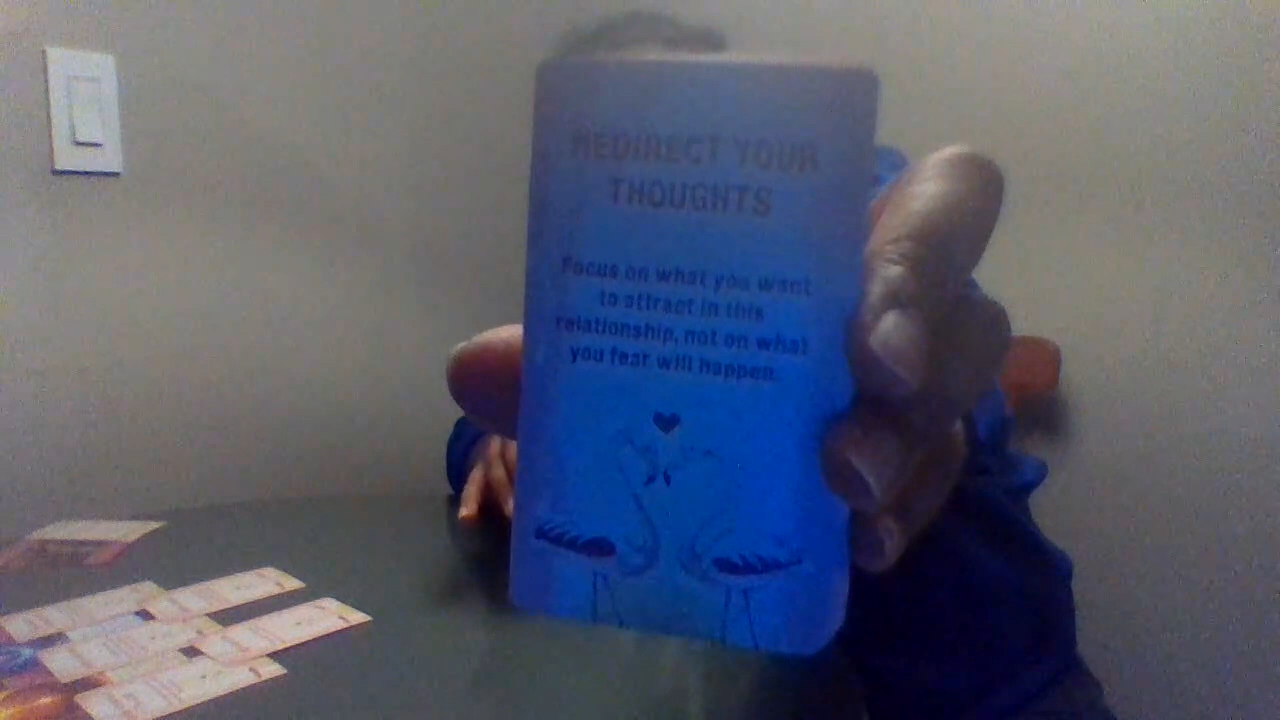 REDIRECT YOUR
THOUGHTS
Focus on what you want
to attract in this
relationship, not on what
you fear will happen.